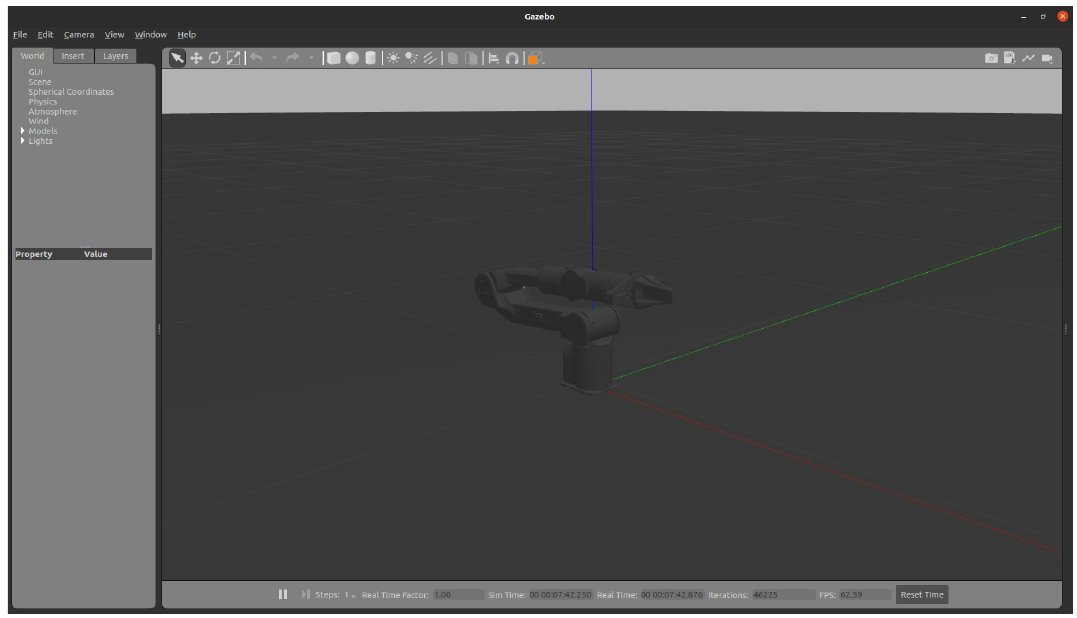 Gazebo
File Edit Camera View Window Help
World Insert Layers
GUI
Scene
Spherical Coordinates
Physics
Atmosphere
Wind
Models
Lights
Property Value
Steps: 1 Real Time Factor: 1.00 Sim Time: 00 00:07:42.250 Real Time: 00 00:07:42.876 Iterations: 46225 FPS: 62.59 Reset Time